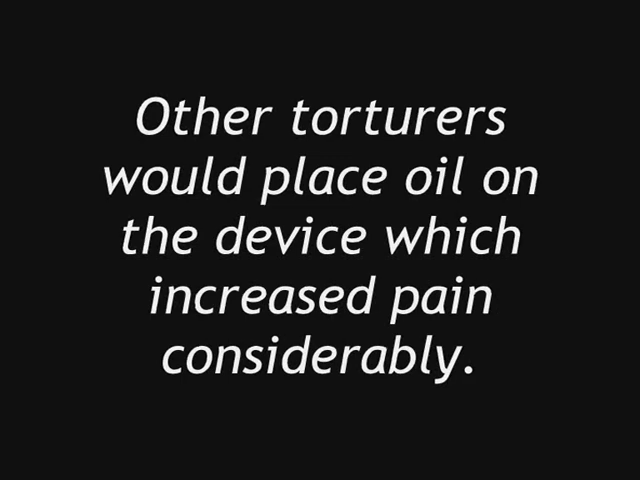 Other torturers
would place oil on
the device which
increased pain
considerably.